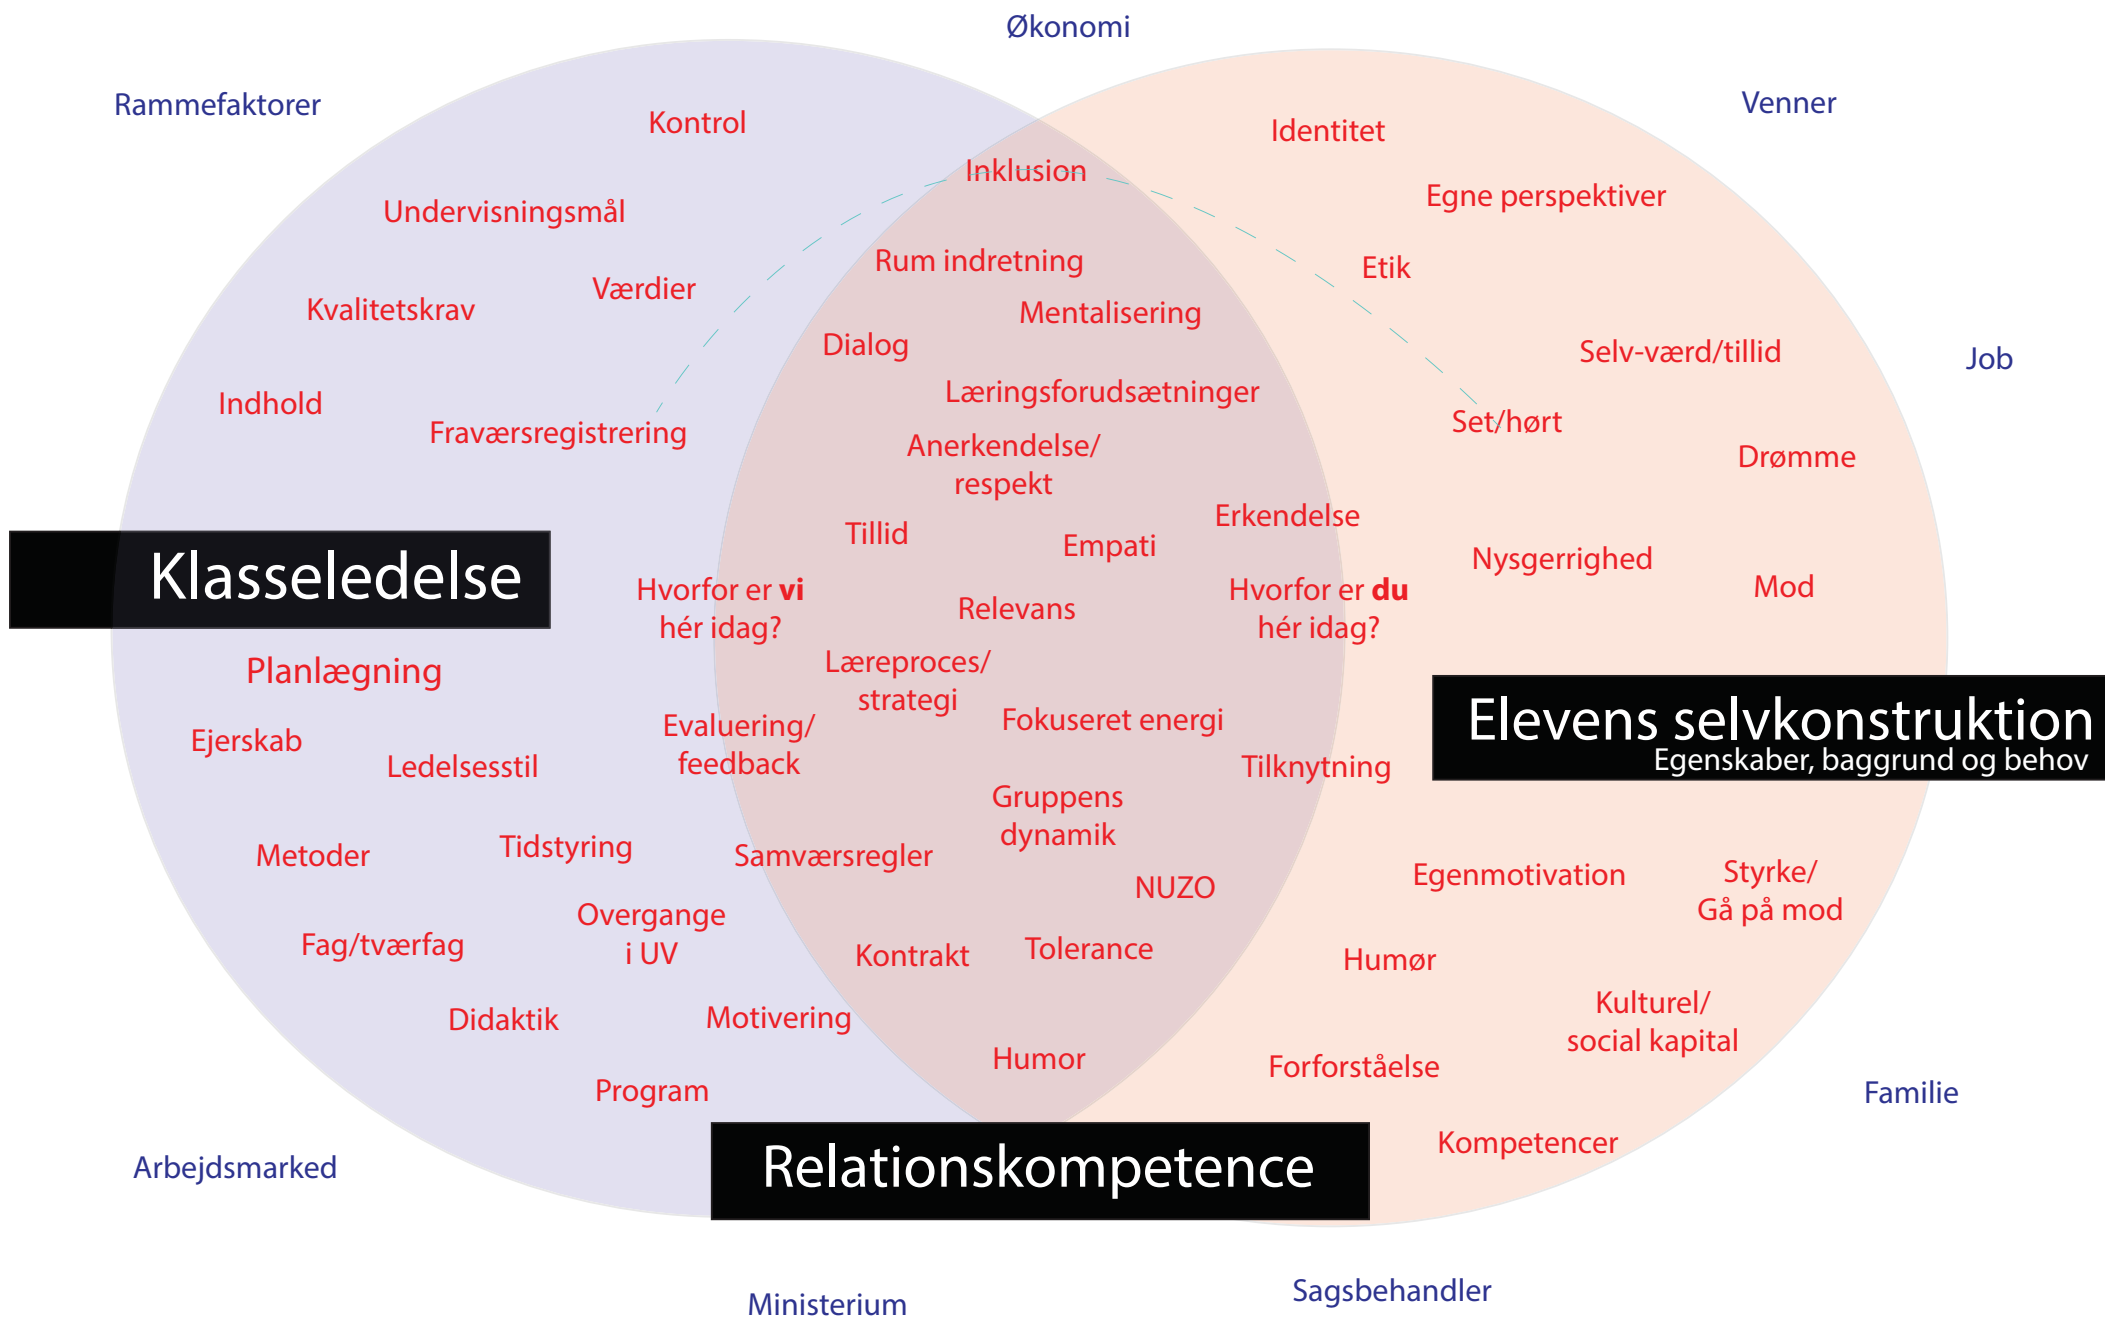 Økonomi
Rammefaktorer
Venner
Kontrol
Identitet
Inklusion
Egne perspektiver
Undervisningsmål
Rum indretning
Etik
Værdier
Kvalitetskrav
Mentalisering
Dialog
Selv-værd/tillid
Job
Læringsforudsætninger
Indhold
Fraværsregistrering
Set/hørt
Anerkendelse/
respekt
Drømme
Erkendelse
Tillid
Empati
Nysgerrighed
Mod
Klasseledelse
Hvorfor er vi
hér idag?
Relevans
Hvorfor er du
hér idag?
Planlægning
Læreproces/
strategi
Elevens selvkonstruktion
Egenskaber, baggrund og behov
Fokuseret energi
Evaluering/
feedback
Ejerskab
Ledelsesstil
Tilknytning
Gruppens
dynamik
Metoder
Tidstyring
Samværsregler
Egenmotivation
Styrke/
Gå på mod
NUZO
Overgange
i UV
Fag/tværfag
Kontrakt
Tolerance
Humør
Kulturel/
social kapital
Didaktik
Motivering
Humor
Forforståelse
Program
Familie
Kompetencer
Arbejdsmarked
Relationskompetence
Ministerium
Sagsbehandler